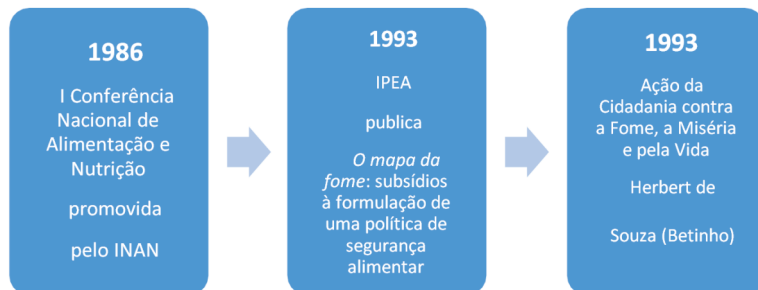 1986
I Conferência
Nacional de
Alimentação e
Nutrição
promovida
pelo INAN
1993
IPEA
publica
O mapa da
fome: subsídios
à formulação de
uma política de
segurança
alimentar
1993
Ação da
Cidadania contra
a Fome, a Miséria
e pela Vida
Herbert de
Souza (Betinho)